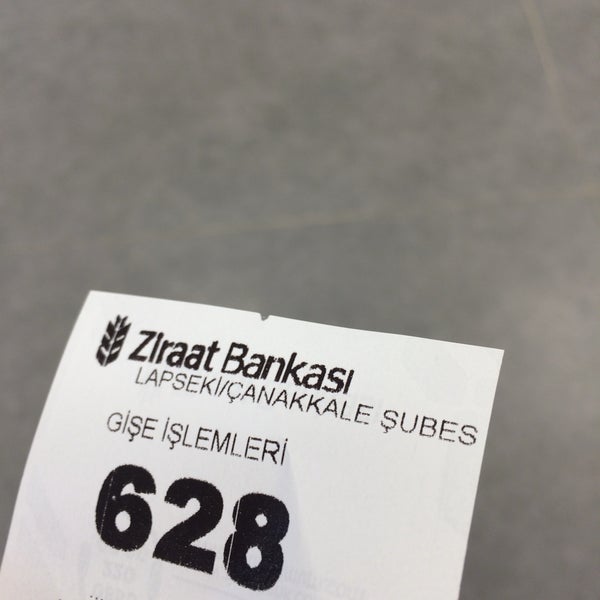 Ziraat Bankası
LAPSEKİ/ÇANAKKALE ŞUBES
GİŞE İŞLEMLERİ
628